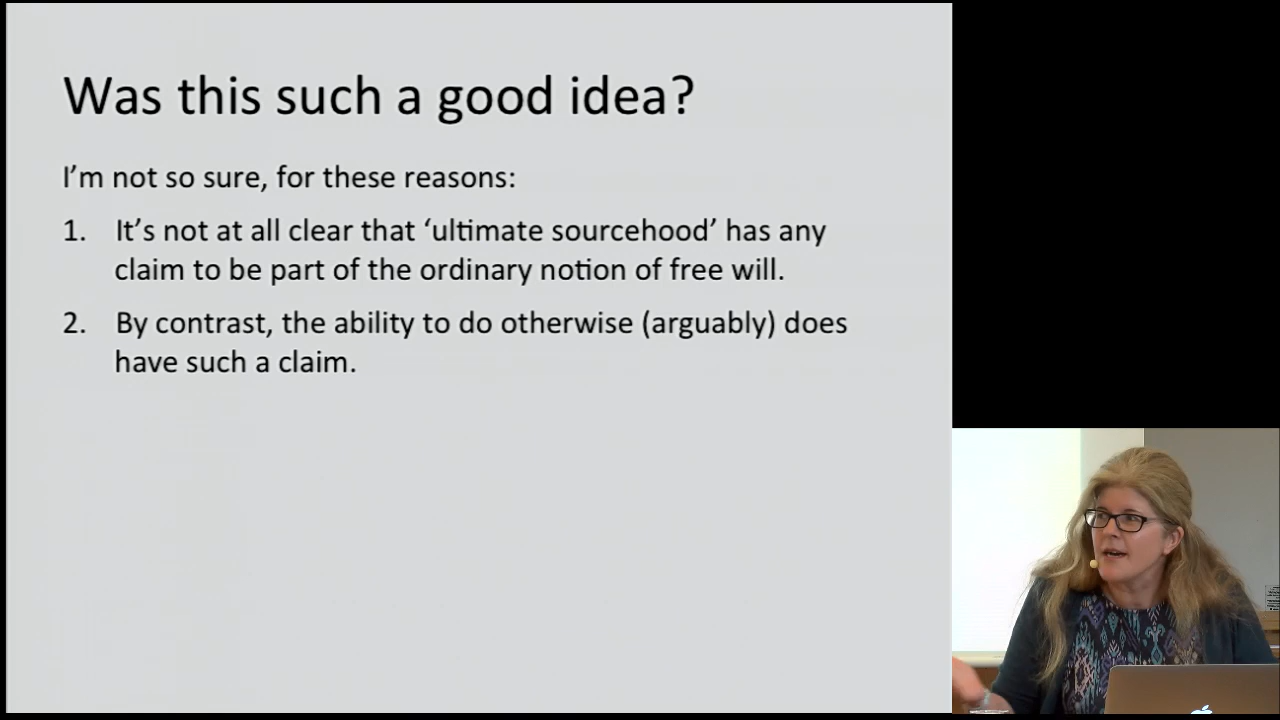 Was this such a good idea?
I'm not so sure, for these reasons:
1. It's not at all clear that ‘ultimate sourcehood’ has any
claim to be part of the ordinary notion of free will.
2. By contrast, the ability to do otherwise (arguably) does
have such a claim.